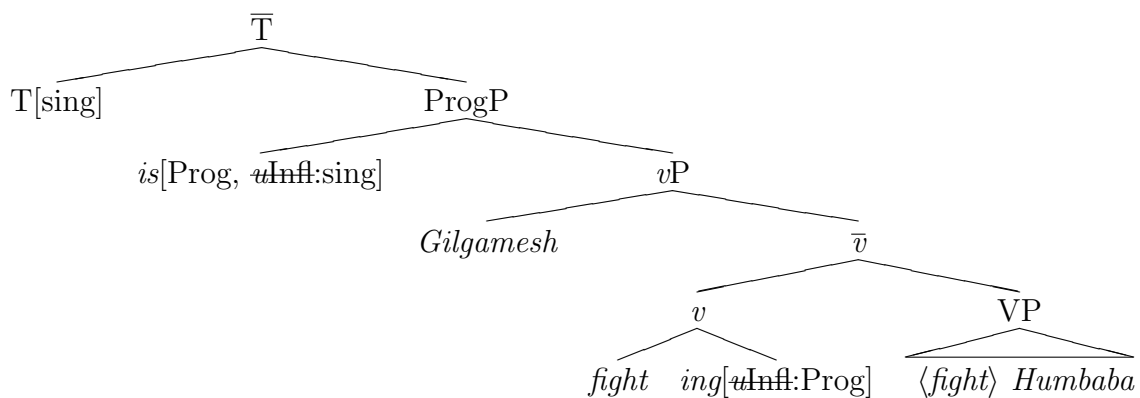 T̅
T[sing] ProgP
is[Prog, uInfl:sing] vP
Gilgamesh v̅
v VP
fight ing[uInfl:Prog] ⟨fight⟩ Humbaba